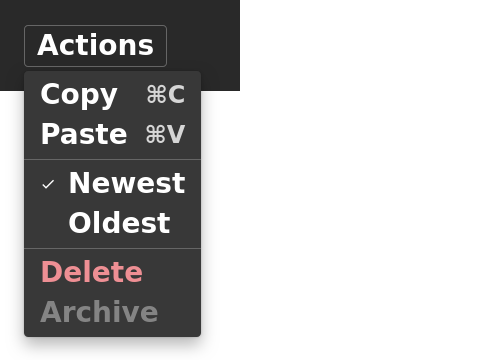 Actions
Copy ⌘C
Paste ⌘V
✓ Newest
Oldest
Delete
Archive